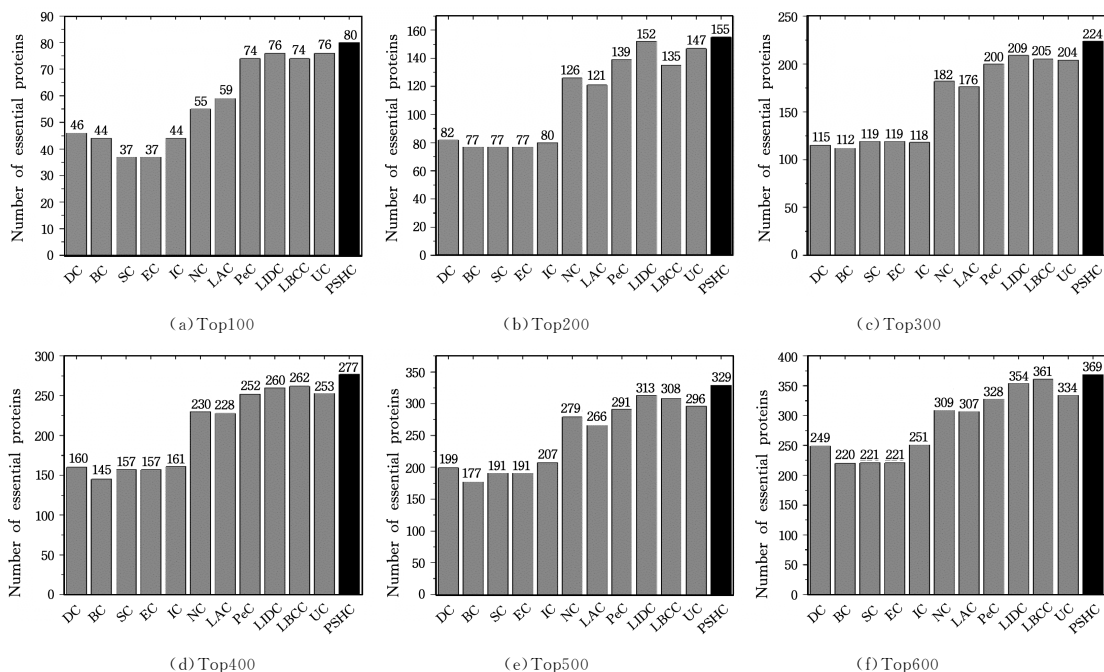 Number of essential proteins
90
80
70
60
50
40
30
20
10
0
46 44 37 37 44 55 59 74 76 74 76 80
DC BC SC EC IC NC LAC PeC LIDC LBCC UC PSHC
(a)Top100
Number of essential proteins
160
140
120
100
80
60
40
20
0
82 77 77 77 80 126 121 139 152 135 147 155
DC BC SC EC IC NC LAC PeC LIDC LBCC UC PSHC
(b)Top200
Number of essential proteins
250
200
150
100
50
0
115 112 119 119 118 182 176 200 209 205 204 224
DC BC SC EC IC NC LAC PeC LIDC LBCC UC PSHC
(c)Top300
Number of essential proteins
300
250
200
150
100
50
0
160 145 157 157 161 230 228 252 260 262 253 277
DC BC SC EC IC NC LAC PeC LIDC LBCC UC PSHC
(d)Top400
Number of essential proteins
350
300
250
200
150
100
50
0
199 177 191 191 207 279 266 291 313 308 296 329
DC BC SC EC IC NC LAC PeC LIDC LBCC UC PSHC
(e)Top500
Number of essential proteins
400
350
300
250
200
150
100
50
0
249 220 221 221 251 309 307 328 354 361 334 369
DC BC SC EC IC NC LAC PeC LIDC LBCC UC PSHC
(f)Top600